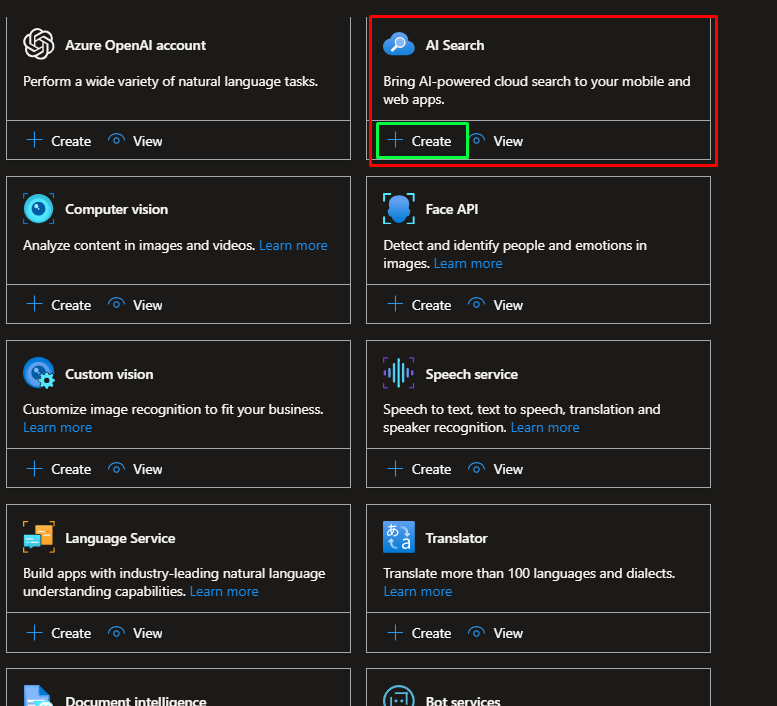 Azure OpenAI account
Perform a wide variety of natural language tasks.
Create View
AI Search
Bring AI-powered cloud search to your mobile and
web apps.
Create View
Computer vision
Analyze content in images and videos. Learn more
Create View
Face API
Detect and identify people and emotions in
images. Learn more
Create View
Custom vision
Customize image recognition to fit your business.
Learn more
Create View
Speech service
Speech to text, text to speech, translation and
speaker recognition. Learn more
Create View
Language Service
Build apps with industry-leading natural language
understanding capabilities. Learn more
Create View
あ a
Translator
Translate more than 100 languages and dialects.
Learn more
Create View
Document intelligence
Bot services